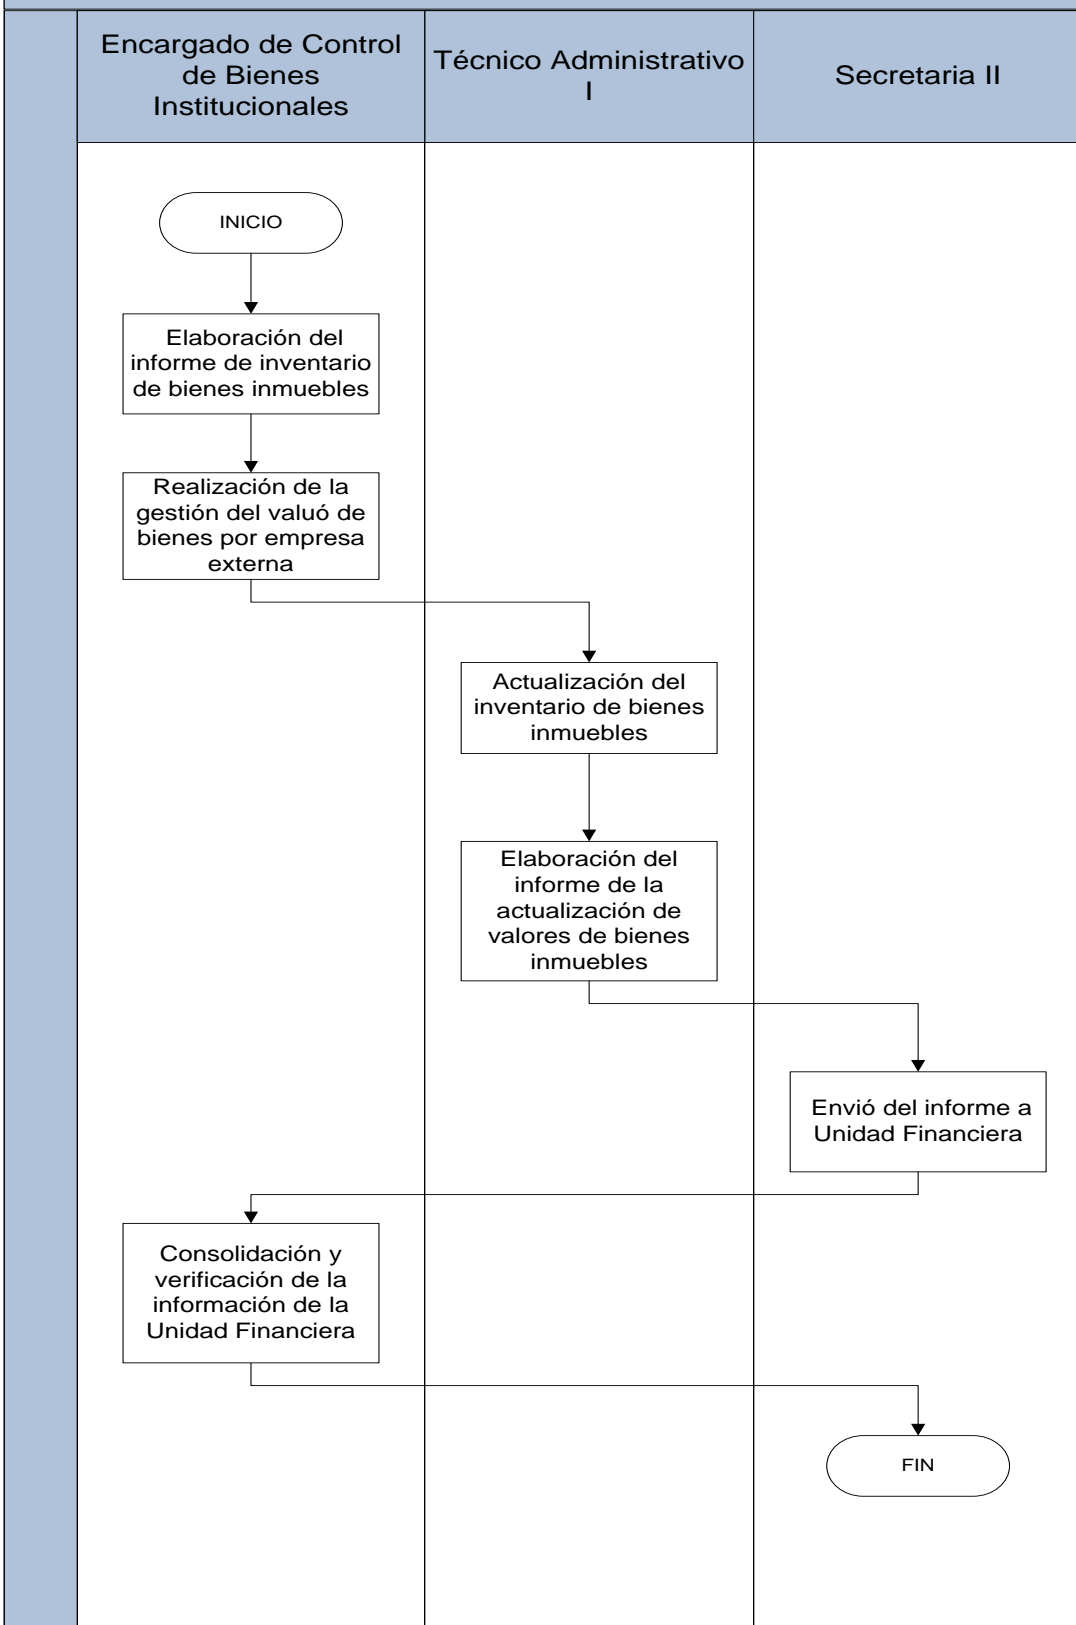 Encargado de Control
de Bienes
Institucionales
Técnico Administrativo
I
Secretaria II
INICIO
Elaboración del
informe de inventario
de bienes inmuebles
Realización de la
gestión del valuó de
bienes por empresa
externa
Actualización del
inventario de bienes
inmuebles
Elaboración del
informe de la
actualización de
valores de bienes
inmuebles
Envió del informe a
Unidad Financiera
Consolidación y
verificación de la
información de la
Unidad Financiera
FIN